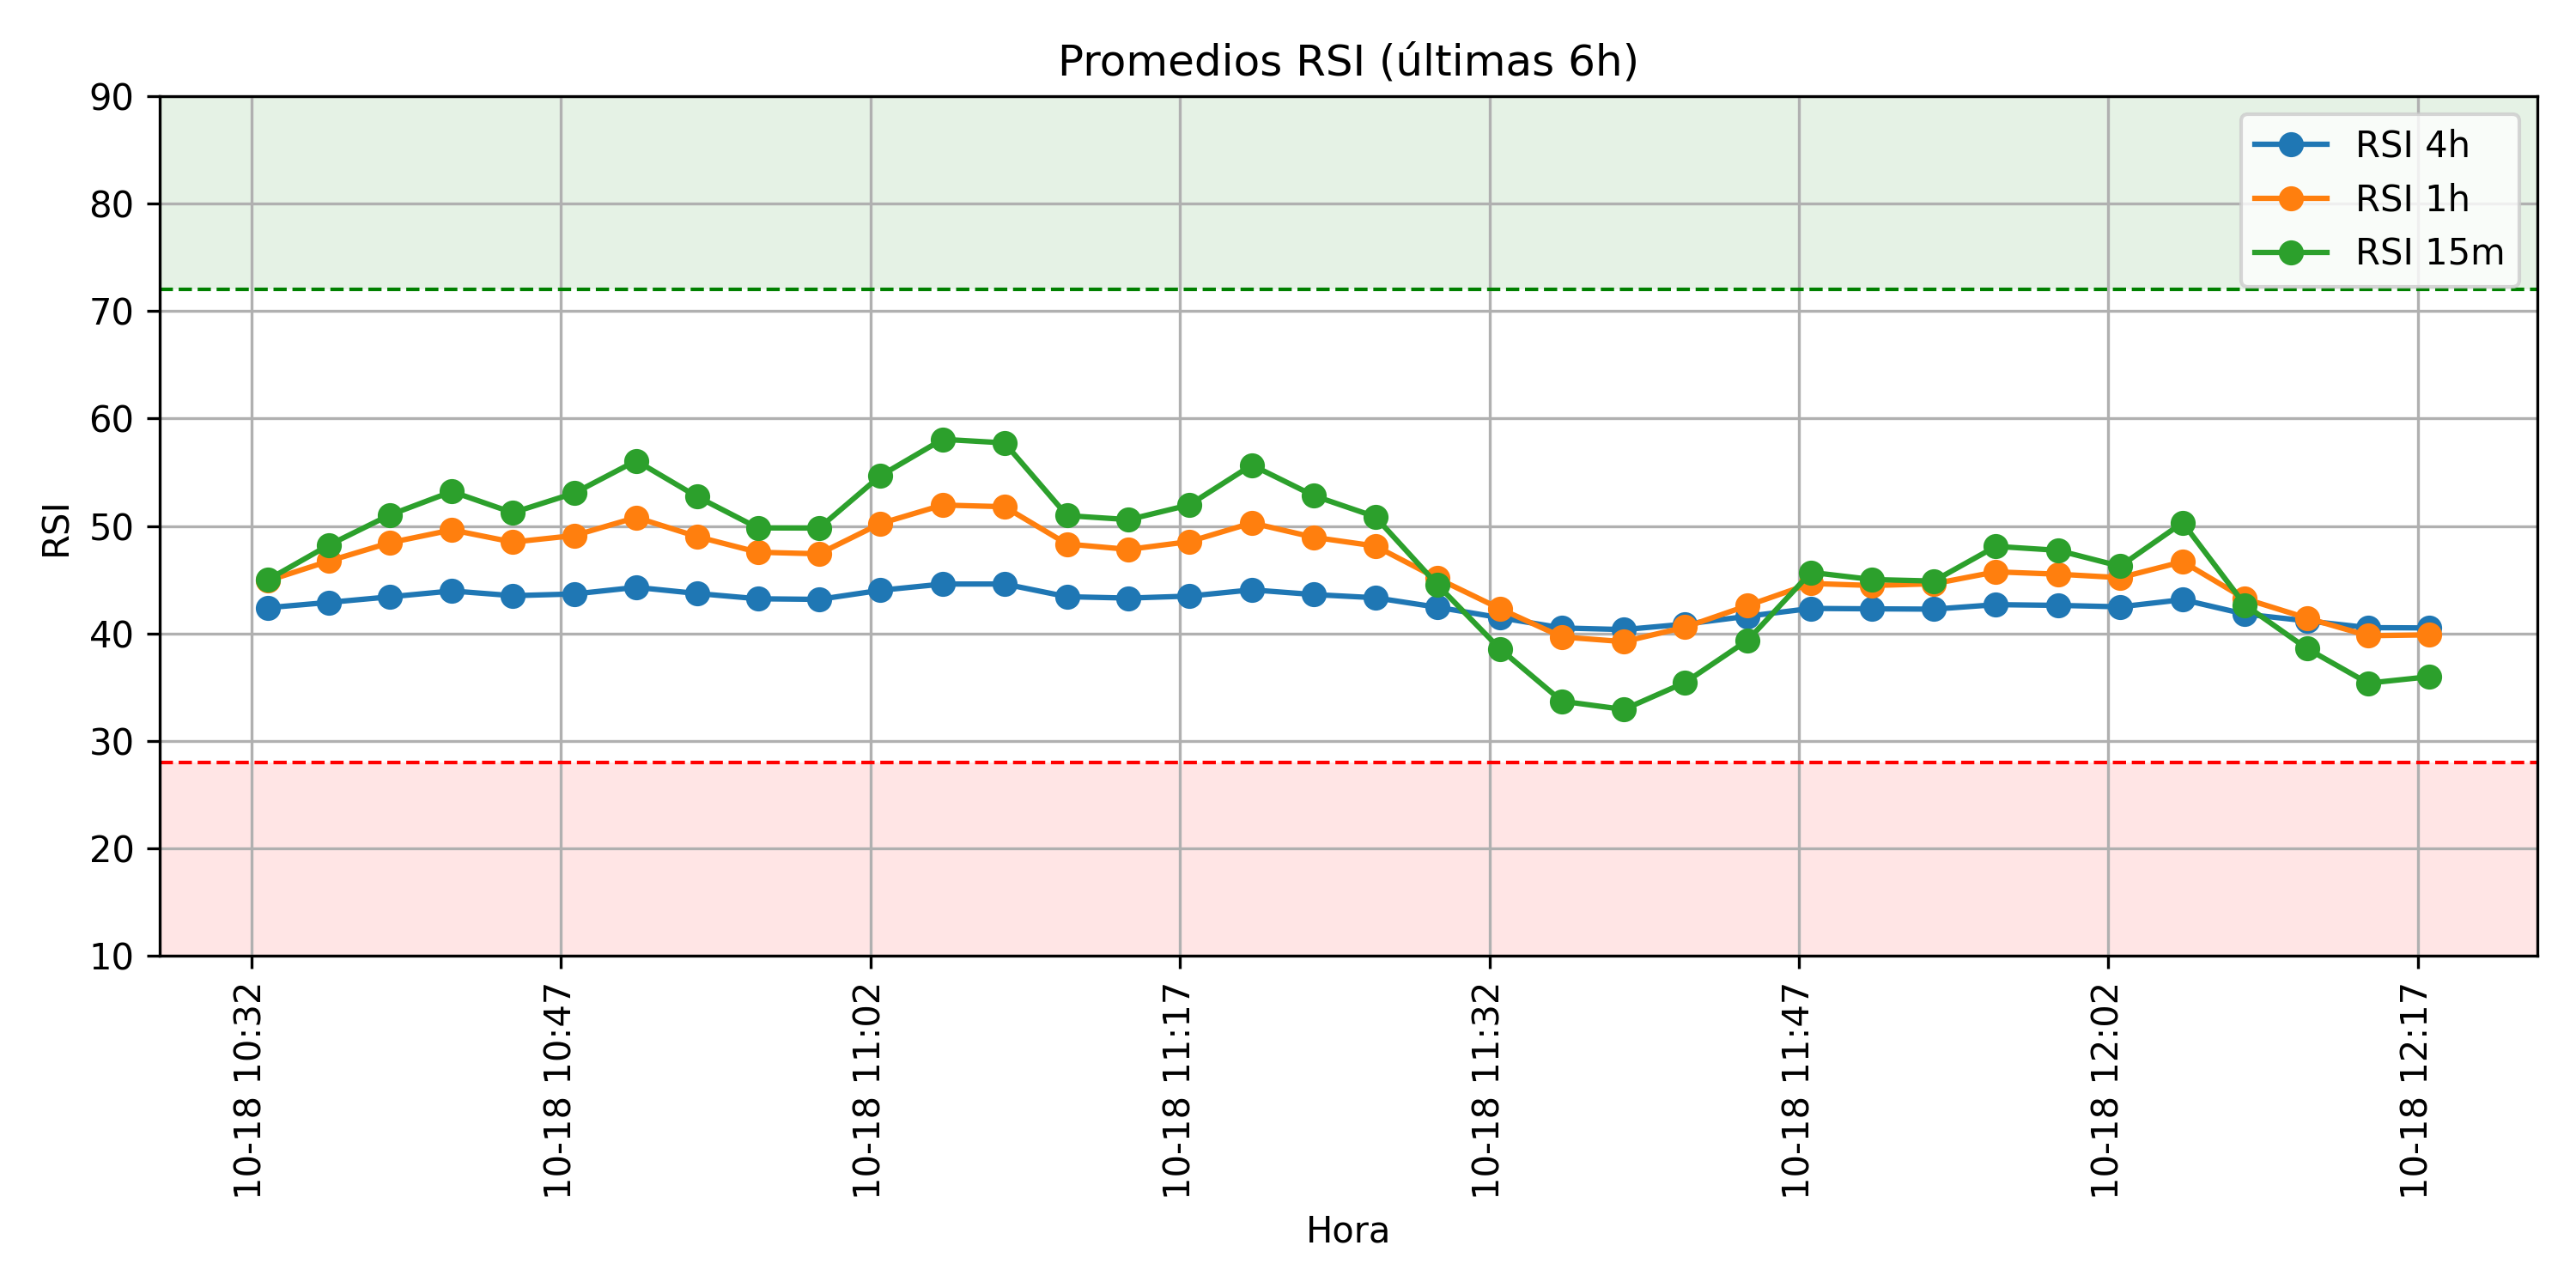 Promedios RSI (últimas 6h)
RSI 4h
RSI 1h
RSI 15m
RSI
90
80
70
60
50
40
30
20
10
10-18 10:32
10-18 10:47
10-18 11:02
10-18 11:17
10-18 11:32
10-18 11:47
10-18 12:02
10-18 12:17
Hora